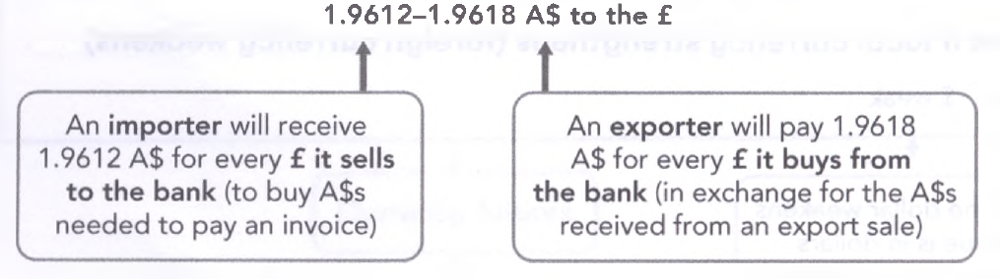 1.9612–1.9618 A$ to the £
An importer will receive
1.9612 A$ for every £ it sells
to the bank (to buy A$s
needed to pay an invoice)
An exporter will pay 1.9618
A$ for every £ it buys from
the bank (in exchange for the A$s
received from an export sale)